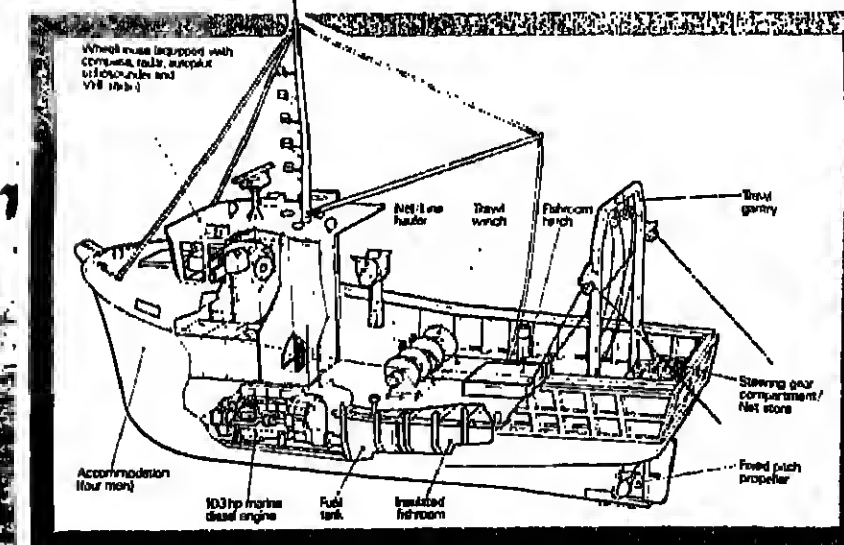 Wheelhouse equipped with
compass, radar, autopilot
echosounder and
VHF radio)
Net/Line
hauler
Trawl
winch
Fishroom
hatch
Trawl
gantry
Steering gear
compartment/
Net store
Fixed pitch
propeller
Accommodation
(four men)
103 hp marine
diesel engine
Fuel
tank
Insulated
fishroom